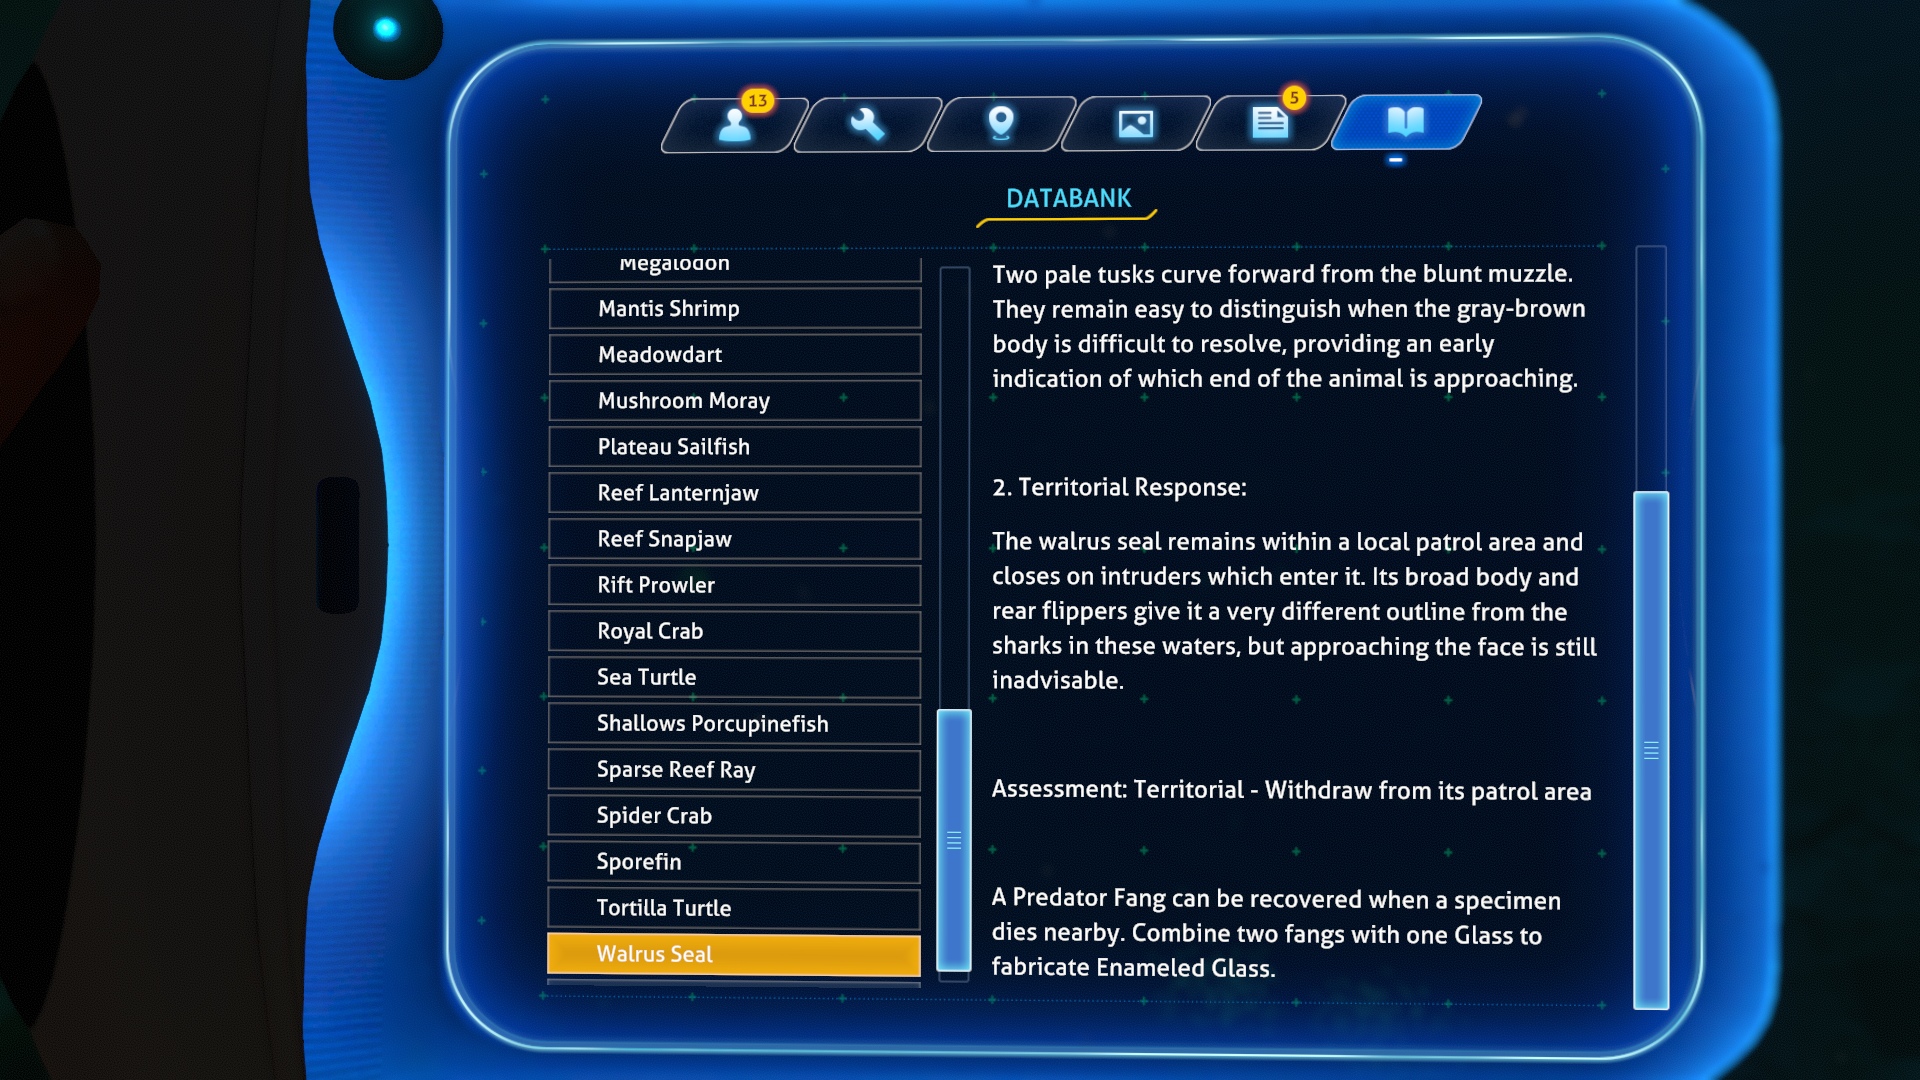 13
5
DATABANK
Megalodon
Mantis Shrimp
Meadowdart
Mushroom Moray
Plateau Sailfish
Reef Lanternjaw
Reef Snapjaw
Rift Prowler
Royal Crab
Sea Turtle
Shallows Porcupinefish
Sparse Reef Ray
Spider Crab
Sporefin
Tortilla Turtle
Walrus Seal
Two pale tusks curve forward from the blunt muzzle.
They remain easy to distinguish when the gray-brown
body is difficult to resolve, providing an early
indication of which end of the animal is approaching.
2. Territorial Response:
The walrus seal remains within a local patrol area and
closes on intruders which enter it. Its broad body and
rear flippers give it a very different outline from the
sharks in these waters, but approaching the face is still
inadvisable.
Assessment: Territorial - Withdraw from its patrol area
A Predator Fang can be recovered when a specimen
dies nearby. Combine two fangs with one Glass to
fabricate Enameled Glass.